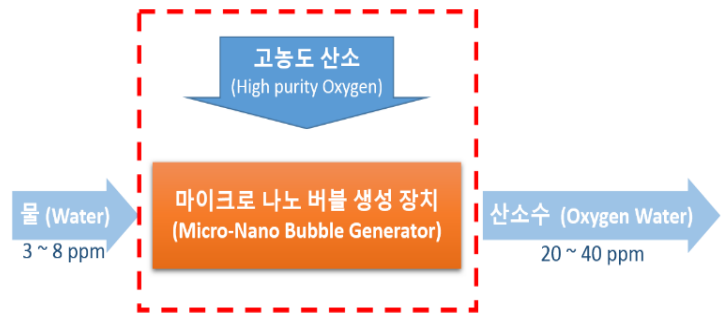 고농도 산소
(High purity Oxygen)
마이크로 나노 버블 생성 장치
(Micro-Nano Bubble Generator)
물 (Water)
3 ~ 8 ppm
산소수 (Oxygen Water)
20 ~ 40 ppm